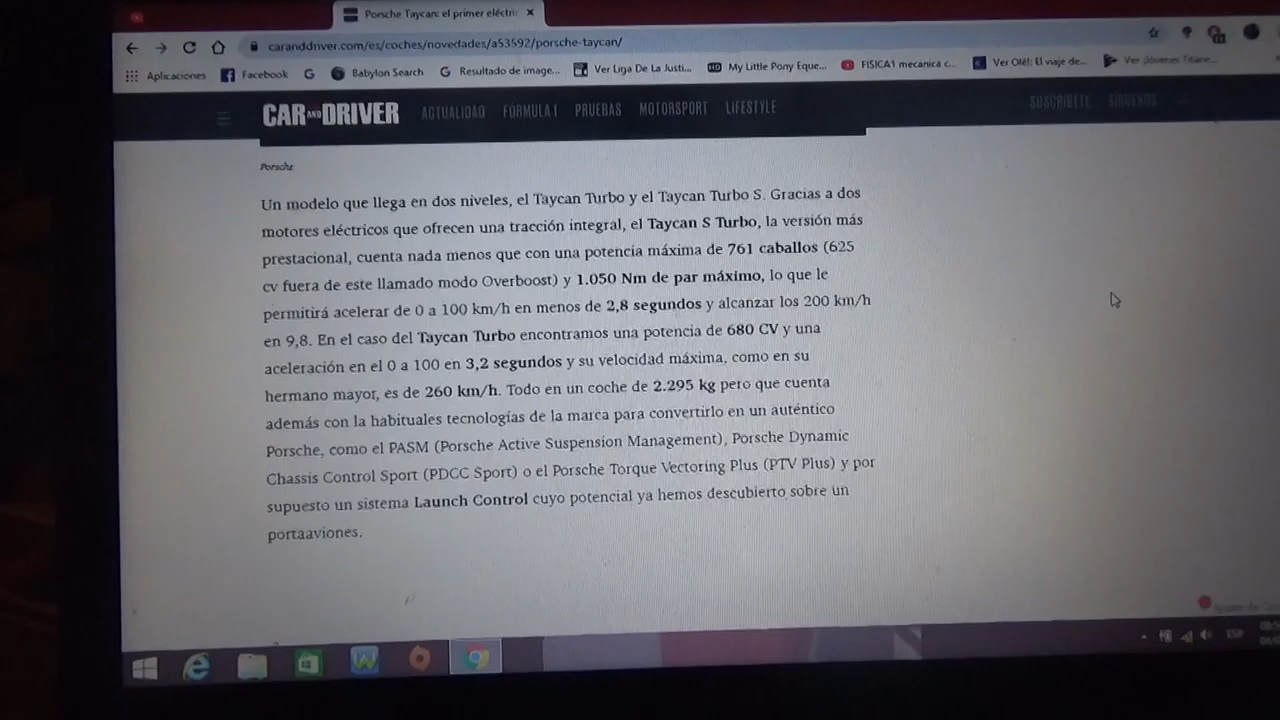 Porsche Taycan: el primer eléctri
caranddriver.com/es/coches/novedades/a53592/porsche-taycan/
Aplicaciones Facebook Babylon Search Resultado de image... Ver Liga De La Justi... My Little Pony Eque... FISICA1 mecanica c... Ver Olé!: El viaje de... Ver Jóvenes Titane...
CAR AND DRIVER ACTUALIDAD FÓRMULA 1 PRUEBAS MOTORSPORT LIFESTYLE SUSCRÍBETE SÍGUENOS
Porsche
Un modelo que llega en dos niveles, el Taycan Turbo y el Taycan Turbo S. Gracias a dos
motores eléctricos que ofrecen una tracción integral, el Taycan S Turbo, la versión más
prestacional, cuenta nada menos que con una potencia máxima de 761 caballos (625
cv fuera de este llamado modo Overboost) y 1.050 Nm de par máximo, lo que le
permitirá acelerar de 0 a 100 km/h en menos de 2,8 segundos y alcanzar los 200 km/h
en 9,8. En el caso del Taycan Turbo encontramos una potencia de 680 CV y una
aceleración en el 0 a 100 en 3,2 segundos y su velocidad máxima, como en su
hermano mayor, es de 260 km/h. Todo en un coche de 2.295 kg pero que cuenta
además con la habituales tecnologías de la marca para convertirlo en un auténtico
Porsche, como el PASM (Porsche Active Suspension Management), Porsche Dynamic
Chassis Control Sport (PDCC Sport) o el Porsche Torque Vectoring Plus (PTV Plus) y por
supuesto un sistema Launch Control cuyo potencial ya hemos descubierto sobre un
portaaviones.
ESP